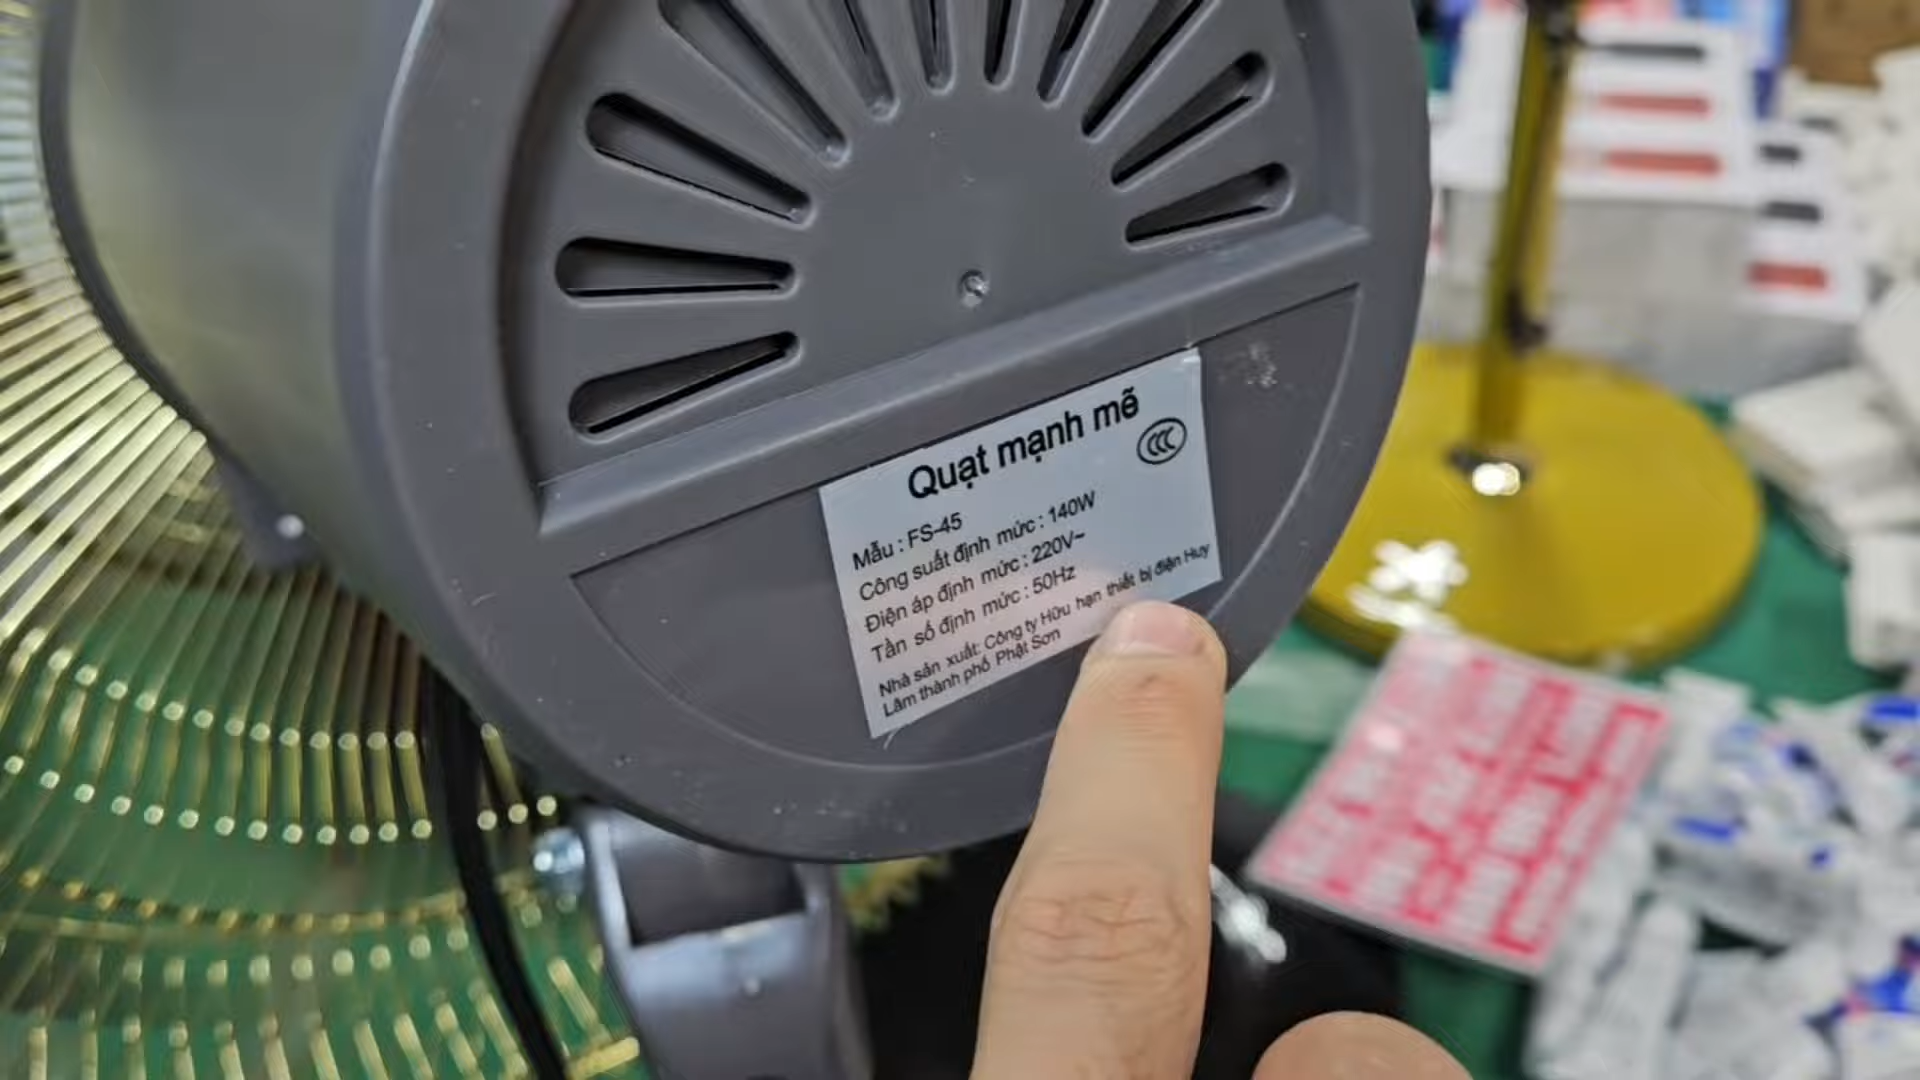 Quạt mạnh mẽ
CCC
Mẫu : FS-45
Công suất định mức : 140W
Điện áp định mức : 220V~
Tần số định mức : 50Hz
Nhà sản xuất: Công ty Hữu hạn thiết bị điện Huy
Lâm thành phố Phật Sơn